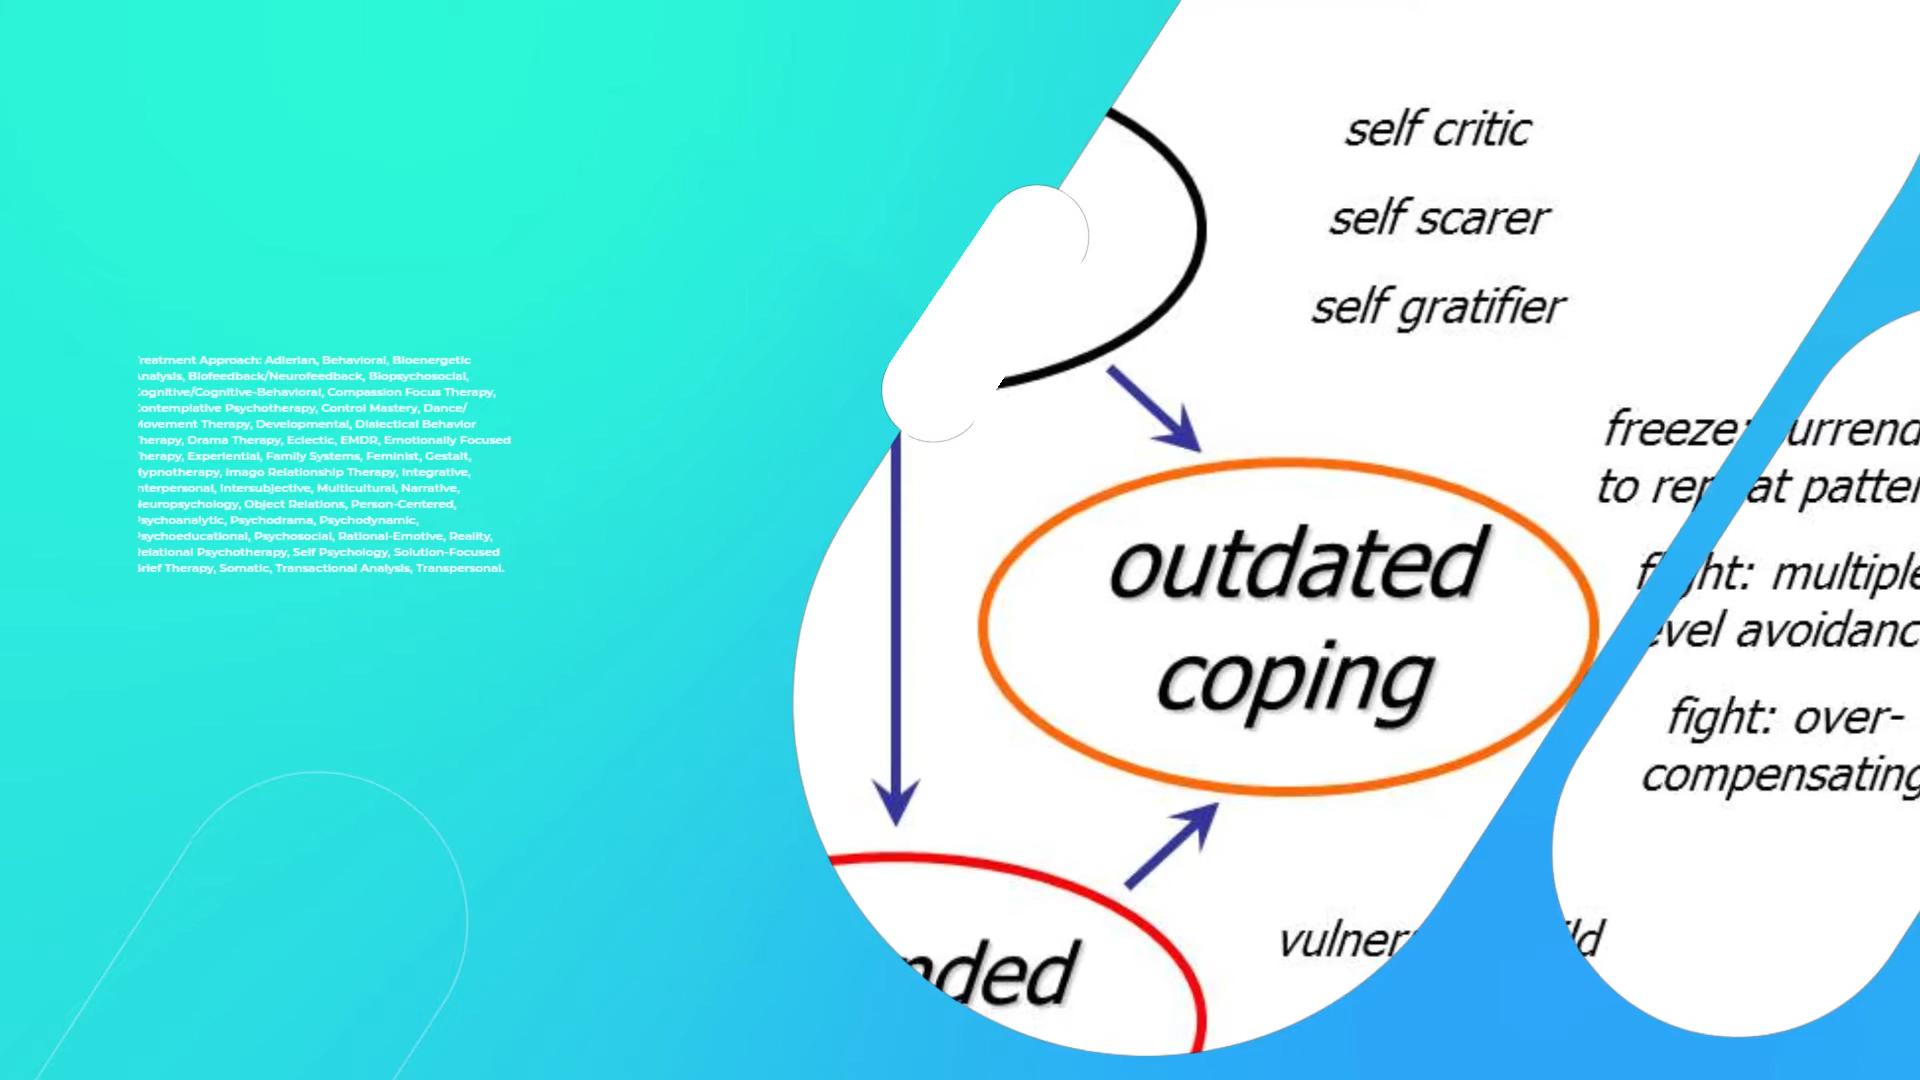 reatment Approach: Adlerian, Behavioral, Bioenergetic
nalysis, Biofeedback/Neurofeedback, Biopsychosocial,
ognitive/Cognitive-Behavioral, Compassion Focus Therapy,
ontemplative Psychotherapy, Control Mastery, Dance/
ovement Therapy, Developmental, Dialectical Behavior
herapy, Drama Therapy, Eclectic, EMDR, Emotionally Focused
herapy, Experiential, Family Systems, Feminist, Gestalt,
ypnotherapy, Imago Relationship Therapy, Integrative,
nterpersonal, Intersubjective, Multicultural, Narrative,
europsychology, Object Relations, Person-Centered,
sychoanalytic, Psychodrama, Psychodynamic,
sychoeducational, Psychosocial, Rational-Emotive, Reality,
elational Psychotherapy, Self Psychology, Solution-Focused
rief Therapy, Somatic, Transactional Analysis, Transpersonal.
self critic
self scarer
self gratifier
outdated
coping
freeze: urrend
to rep at patter
f ht: multiple
evel avoidanc
fight: over-
compensating
nded
vulner ld